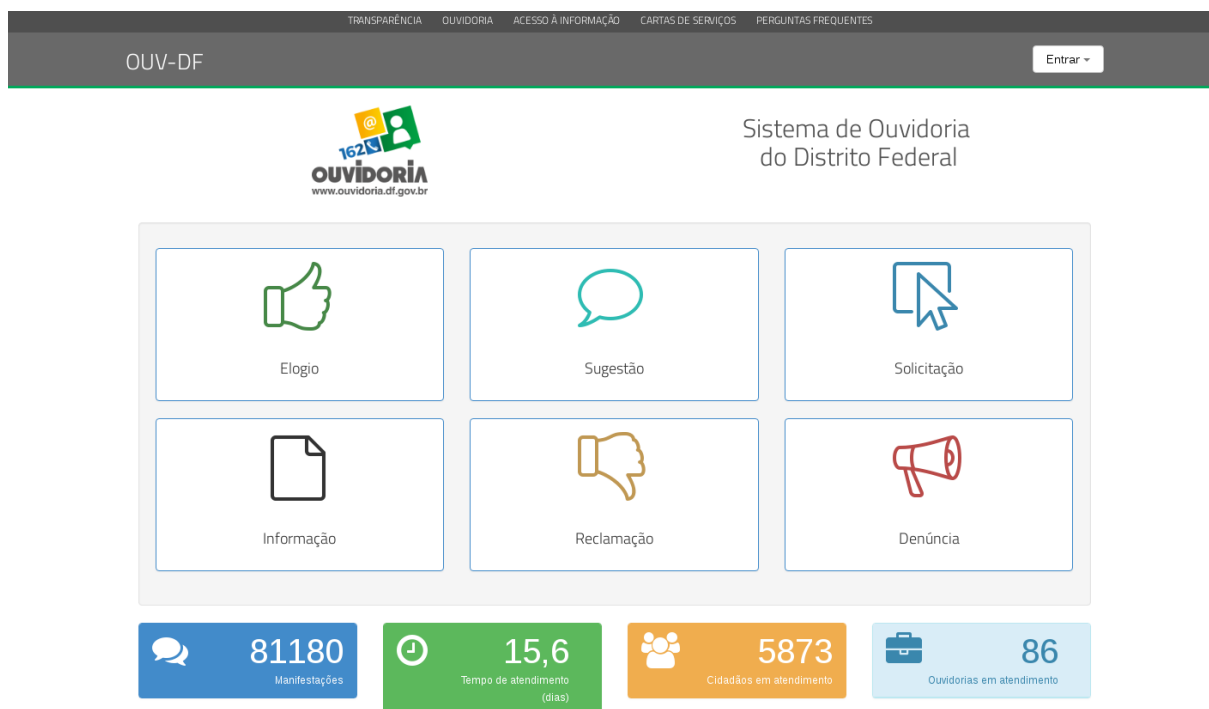 TRANSPARÊNCIA OUVIDORIA ACESSO À INFORMAÇÃO CARTAS DE SERVIÇOS PERGUNTAS FREQUENTES
OUV-DF
Entrar
@
162
OUVIDORIA
www.ouvidoria.df.gov.br
Sistema de Ouvidoria
do Distrito Federal
Elogio
Sugestão
Solicitação
Informação
Reclamação
Denúncia
81180
Manifestações
15,6
Tempo de atendimento
(dias)
5873
Cidadãos em atendimento
86
Ouvidorias em atendimento